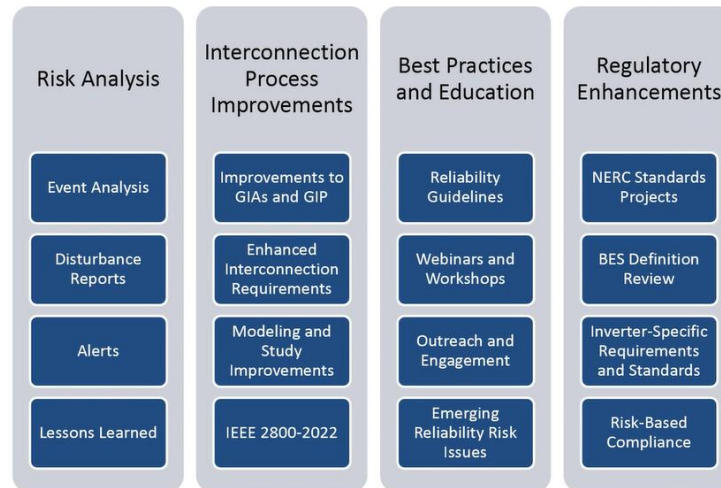 Risk Analysis
Event Analysis
Disturbance
Reports
Alerts
Lessons Learned
Interconnection
Process
Improvements
Improvements to
GIAs and GIP
Enhanced
Interconnection
Requirements
Modeling and
Study
Improvements
IEEE 2800-2022
Best Practices
and Education
Reliability
Guidelines
Webinars and
Workshops
Outreach and
Engagement
Emerging
Reliability Risk
Issues
Regulatory
Enhancements
NERC Standards
Projects
BES Definition
Review
Inverter-Specific
Requirements
and Standards
Risk-Based
Compliance